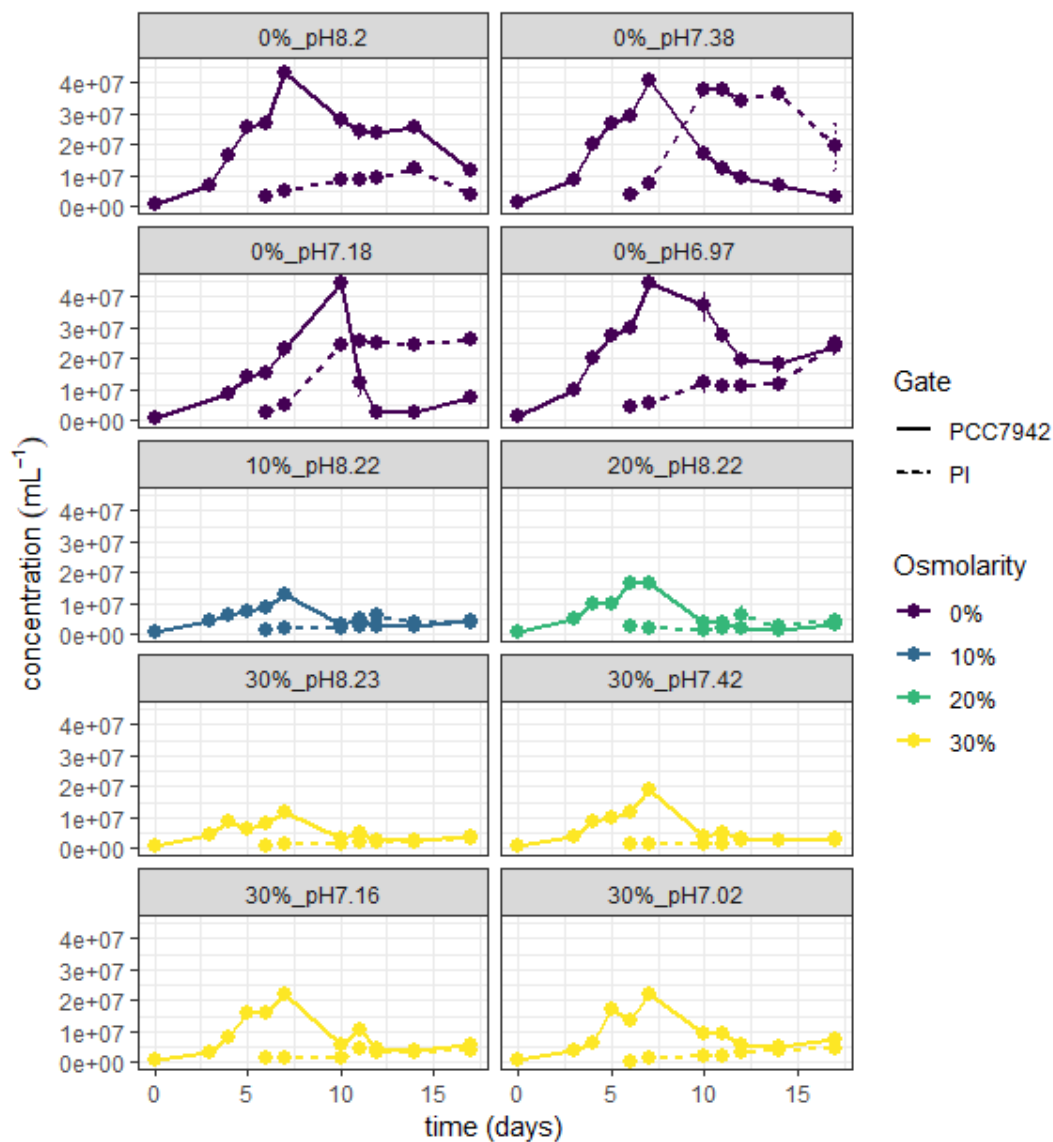 0%_pH8.2
0%_pH7.38
4e+07
3e+07
2e+07
1e+07
0e+00
0%_pH7.18
0%_pH6.97
4e+07
3e+07
2e+07
1e+07
0e+00
10%_pH8.22
20%_pH8.22
4e+07
3e+07
2e+07
1e+07
0e+00
30%_pH8.23
30%_pH7.42
4e+07
3e+07
2e+07
1e+07
0e+00
30%_pH7.16
30%_pH7.02
4e+07
3e+07
2e+07
1e+07
0e+00
0 5 10 15
0 5 10 15
time (days)
concentration (mL⁻¹)
Gate
PCC7942
PI
Osmolarity
0%
10%
20%
30%